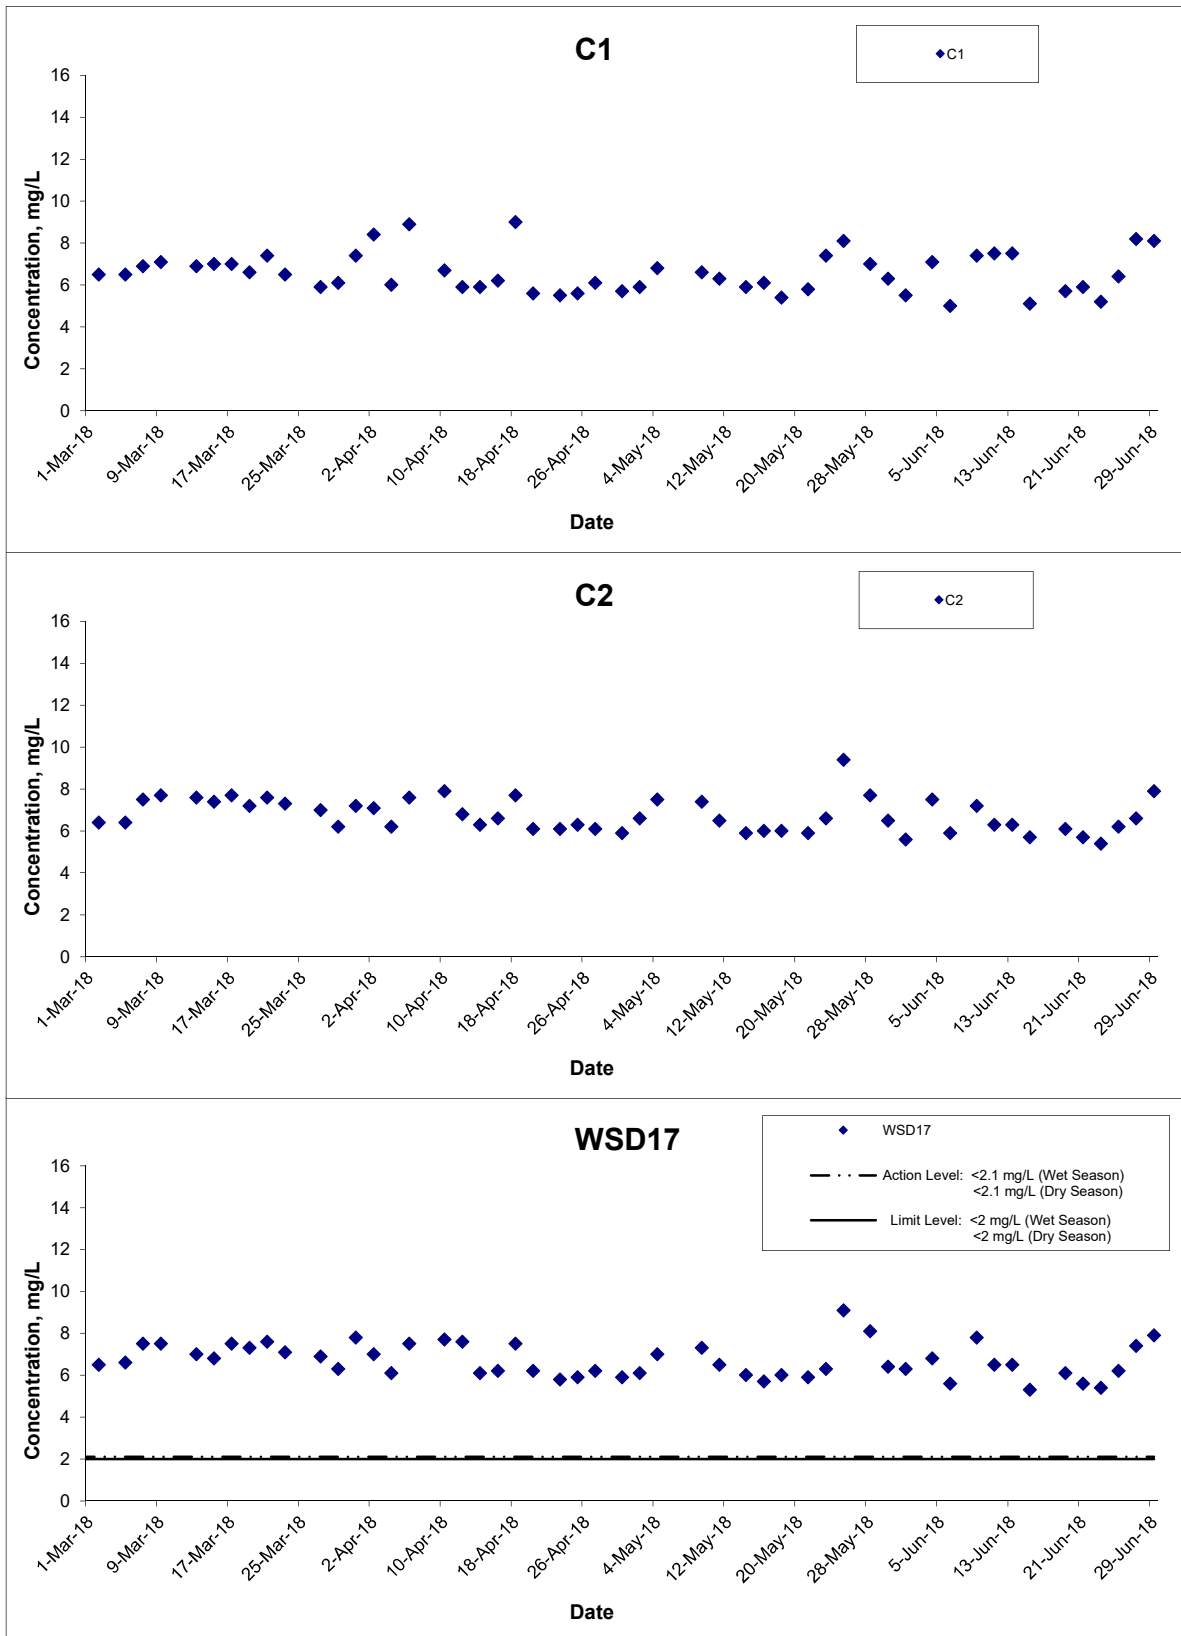 C1
C1
Concentration, mg/L
16
14
12
10
8
6
4
2
0
1-Mar-18
9-Mar-18
17-Mar-18
25-Mar-18
2-Apr-18
10-Apr-18
18-Apr-18
26-Apr-18
4-May-18
12-May-18
20-May-18
28-May-18
5-Jun-18
13-Jun-18
21-Jun-18
29-Jun-18
Date
C2
C2
Concentration, mg/L
16
14
12
10
8
6
4
2
0
1-Mar-18
9-Mar-18
17-Mar-18
25-Mar-18
2-Apr-18
10-Apr-18
18-Apr-18
26-Apr-18
4-May-18
12-May-18
20-May-18
28-May-18
5-Jun-18
13-Jun-18
21-Jun-18
29-Jun-18
Date
WSD17
WSD17
Action Level: <2.1 mg/L (Wet Season)
<2.1 mg/L (Dry Season)
Limit Level: <2 mg/L (Wet Season)
<2 mg/L (Dry Season)
Concentration, mg/L
16
14
12
10
8
6
4
2
0
1-Mar-18
9-Mar-18
17-Mar-18
25-Mar-18
2-Apr-18
10-Apr-18
18-Apr-18
26-Apr-18
4-May-18
12-May-18
20-May-18
28-May-18
5-Jun-18
13-Jun-18
21-Jun-18
29-Jun-18
Date